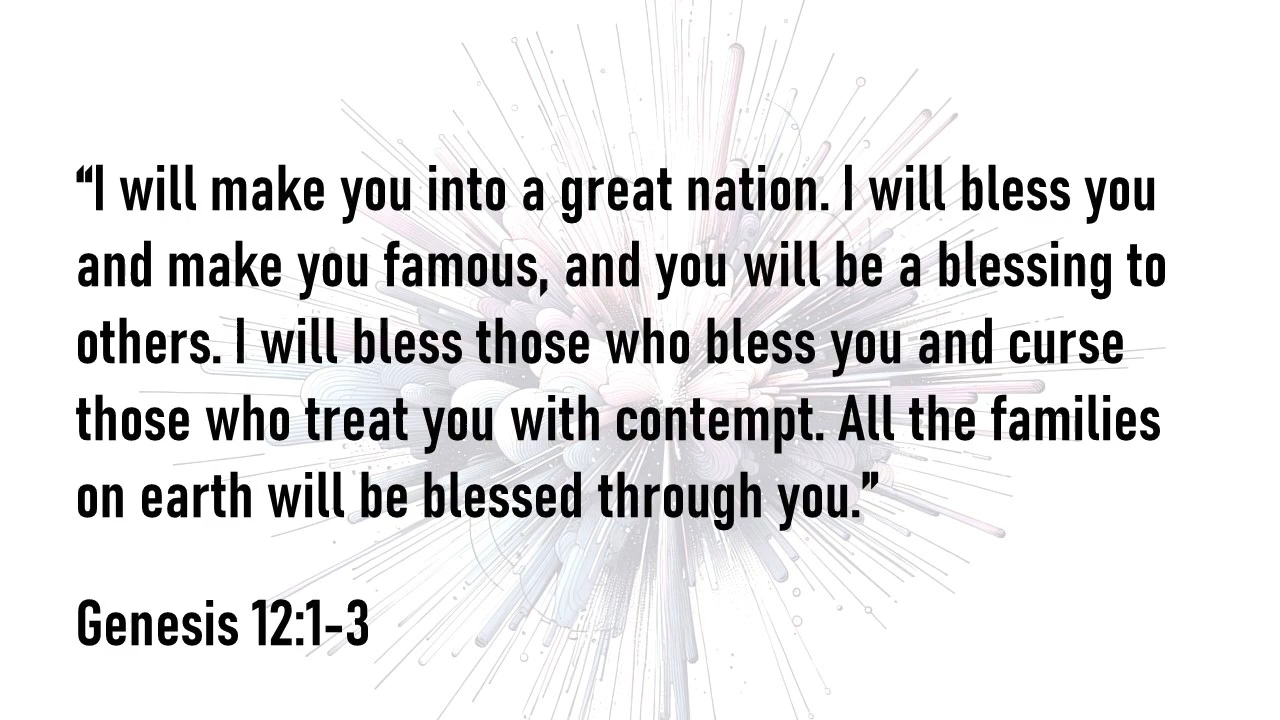 “I will make you into a great nation. I will bless you
and make you famous, and you will be a blessing to
others. I will bless those who bless you and curse
those who treat you with contempt. All the families
on earth will be blessed through you.”
Genesis 12:1-3